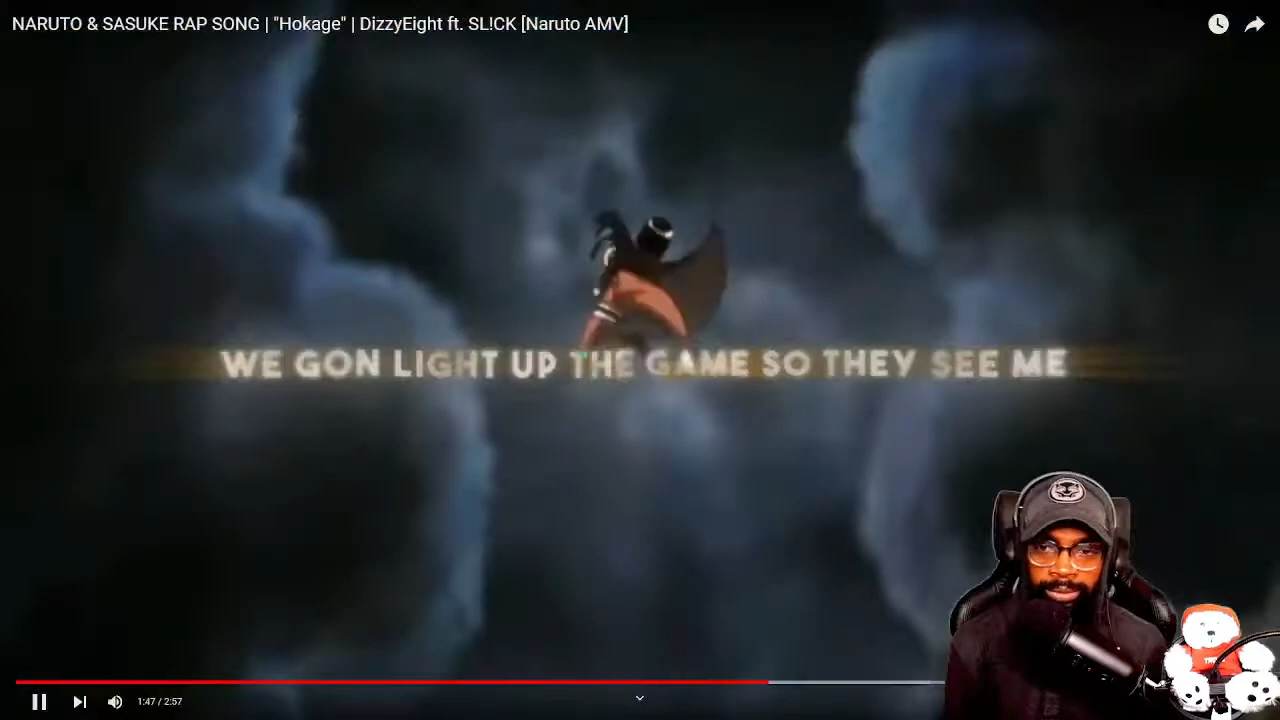 NARUTO & SASUKE RAP SONG | "Hokage" | DizzyEight ft. SL!CK [Naruto AMV]
WE GON LIGHT UP THE GAME SO THEY SEE ME
1:47 / 2:57